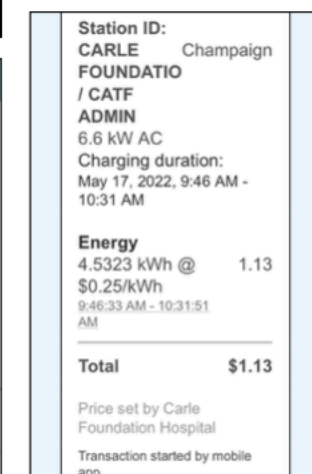 Station ID:
CARLE Champaign
FOUNDATIO
/ CATF
ADMIN
6.6 kW AC
Charging duration:
May 17, 2022, 9:46 AM -
10:31 AM
Energy
4.5323 kWh @ 1.13
$0.25/kWh
9:46:33 AM - 10:31:51
AM
Total $1.13
Price set by Carle
Foundation Hospital
Transaction started by mobile
app